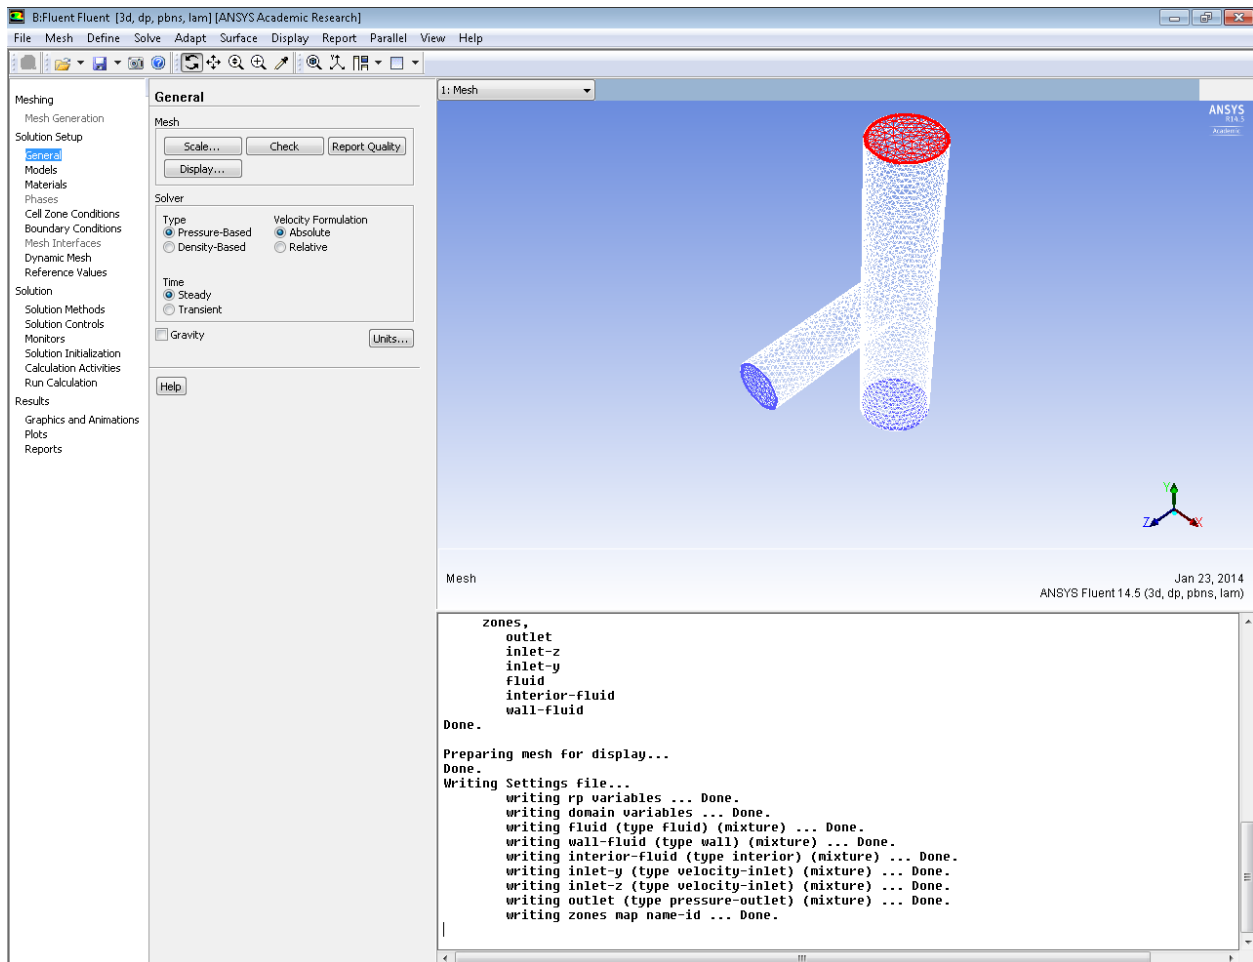 B:Fluent Fluent [3d, dp, pbns, lam] [ANSYS Academic Research]
File Mesh Define Solve Adapt Surface Display Report Parallel View Help
Meshing
Mesh Generation
Solution Setup
General
Models
Materials
Phases
Cell Zone Conditions
Boundary Conditions
Mesh Interfaces
Dynamic Mesh
Reference Values
Solution
Solution Methods
Solution Controls
Monitors
Solution Initialization
Calculation Activities
Run Calculation
Results
Graphics and Animations
Plots
Reports
General
Mesh
Scale... Check Report Quality
Display...
Solver
Type Velocity Formulation
Pressure-Based Absolute
Density-Based Relative
Time
Steady
Transient
Gravity Units...
Help
1: Mesh
ANSYS
R14.5
Academic
Y
Z X
Mesh Jan 23, 2014
ANSYS Fluent 14.5 (3d, dp, pbns, lam)
zones,
outlet
inlet-z
inlet-y
fluid
interior-fluid
wall-fluid
Done.
Preparing mesh for display...
Done.
Writing Settings file...
writing rp variables ... Done.
writing domain variables ... Done.
writing fluid (type fluid) (mixture) ... Done.
writing wall-fluid (type wall) (mixture) ... Done.
writing interior-fluid (type interior) (mixture) ... Done.
writing inlet-y (type velocity-inlet) (mixture) ... Done.
writing inlet-z (type velocity-inlet) (mixture) ... Done.
writing outlet (type pressure-outlet) (mixture) ... Done.
writing zones map name-id ... Done.